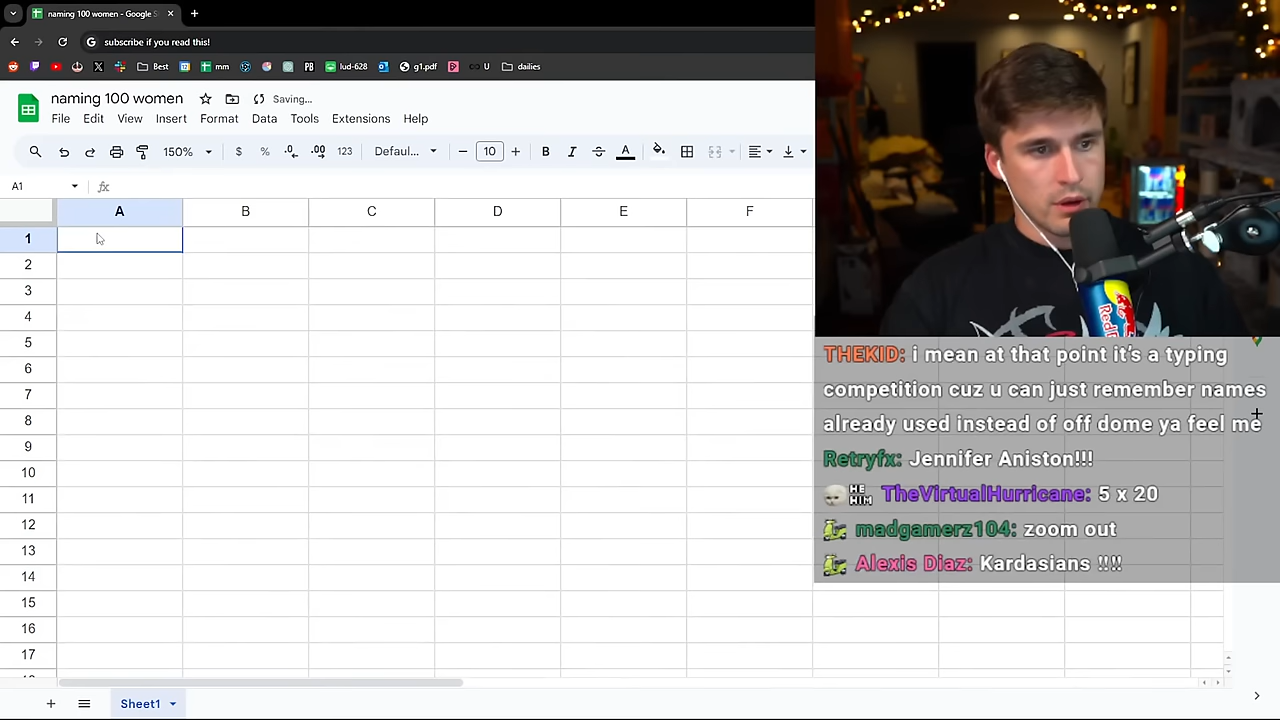 naming 100 women - Google S
subscribe if you read this!
Best
mm
lud-628
g1.pdf
U
dailies
naming 100 women
Saving...
File Edit View Insert Format Data Tools Extensions Help
150% $ % .0 .00 123 Defaul... − 10 + B I A
A1 fx
A B C D E F
1
2
3
4
5
6
7
8
9
10
11
12
13
14
15
16
17
Sheet1
THEKID: i mean at that point it's a typing
competition cuz u can just remember names
already used instead of off dome ya feel me
Retryfx: Jennifer Aniston!!!
HE HIM TheVirtualHurricane: 5 x 20
madgamerz104: zoom out
Alexis Diaz: Kardasians !!!!